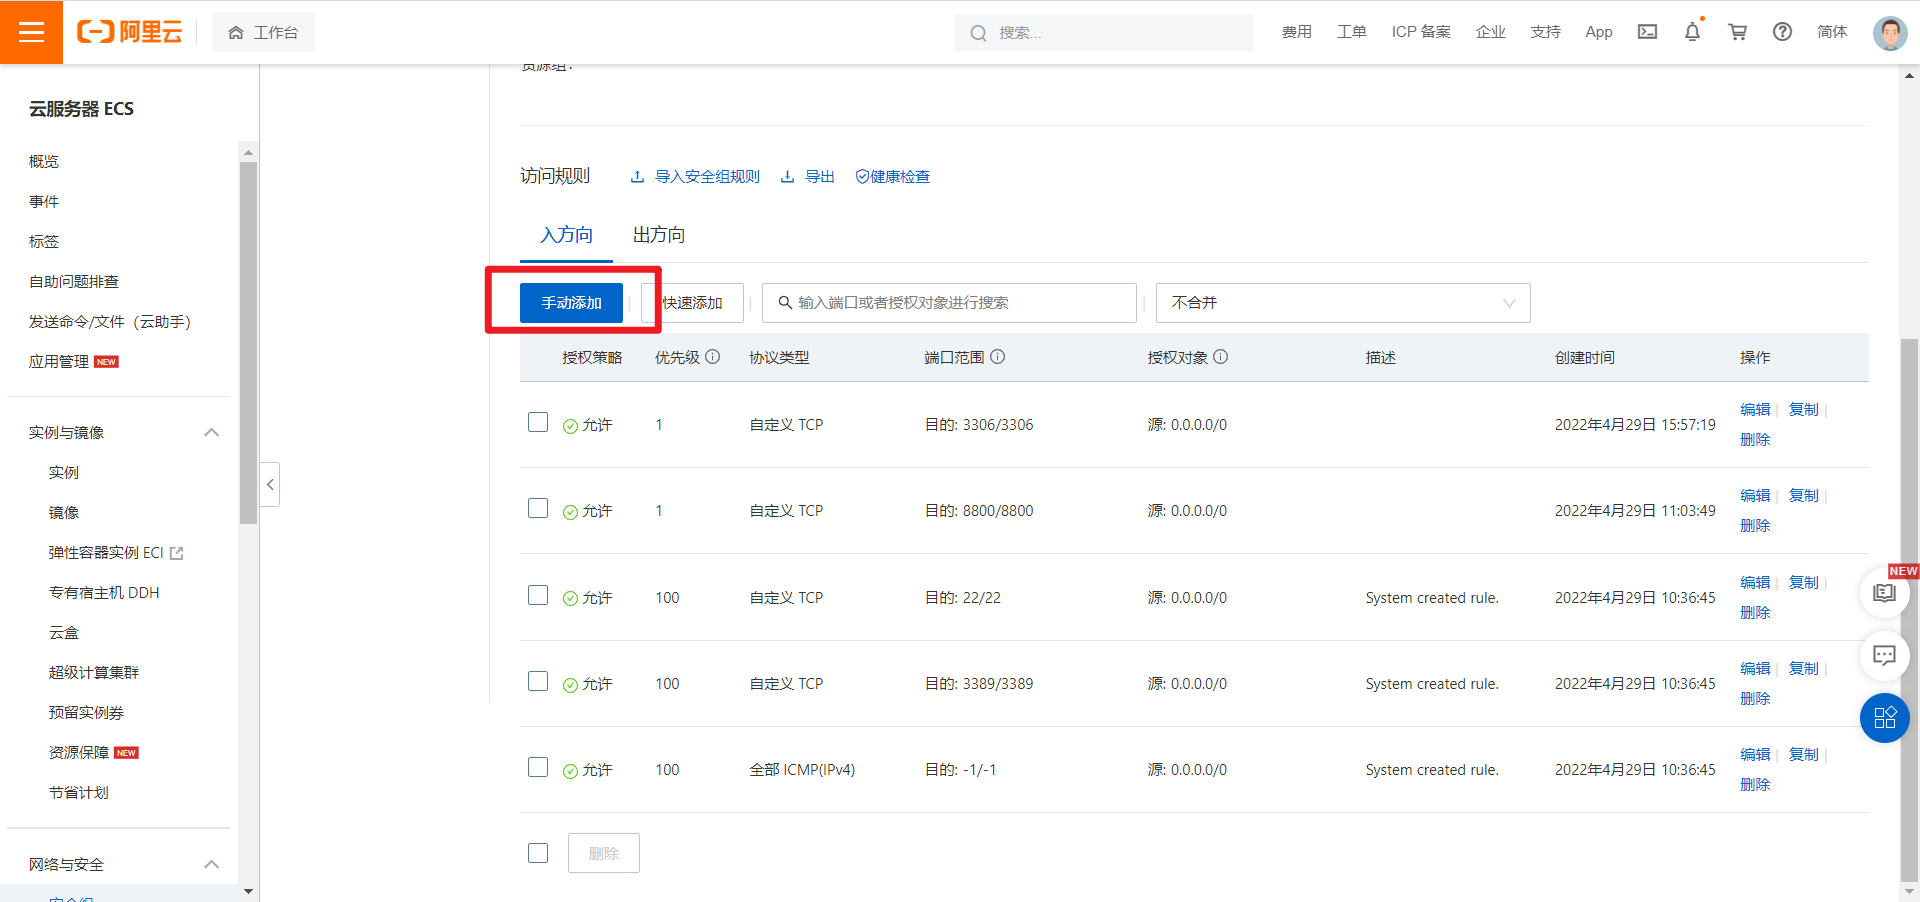 阿里云
工作台
搜索...
费用
工单
ICP 备案
企业
支持
App
简体
云服务器 ECS
概览
事件
标签
自助问题排查
发送命令/文件（云助手）
应用管理 NEW
实例与镜像
实例
镜像
弹性容器实例 ECI
专有宿主机 DDH
云盒
超级计算集群
预留实例券
资源保障 NEW
节省计划
网络与安全
安全组
资源组：
访问规则 导入安全组规则 导出 健康检查
入方向 出方向
手动添加 快速添加 输入端口或者授权对象进行搜索 不合并
授权策略 优先级 协议类型 端口范围 授权对象 描述 创建时间 操作
允许 1 自定义 TCP 目的: 3306/3306 源: 0.0.0.0/0 2022年4月29日 15:57:19 编辑 | 复制 |
删除
允许 1 自定义 TCP 目的: 8800/8800 源: 0.0.0.0/0 2022年4月29日 11:03:49 编辑 | 复制 |
删除
允许 100 自定义 TCP 目的: 22/22 源: 0.0.0.0/0 System created rule. 2022年4月29日 10:36:45 编辑 | 复制 |
删除
允许 100 自定义 TCP 目的: 3389/3389 源: 0.0.0.0/0 System created rule. 2022年4月29日 10:36:45 编辑 | 复制 |
删除
允许 100 全部 ICMP(IPv4) 目的: -1/-1 源: 0.0.0.0/0 System created rule. 2022年4月29日 10:36:45 编辑 | 复制 |
删除
删除
NEW